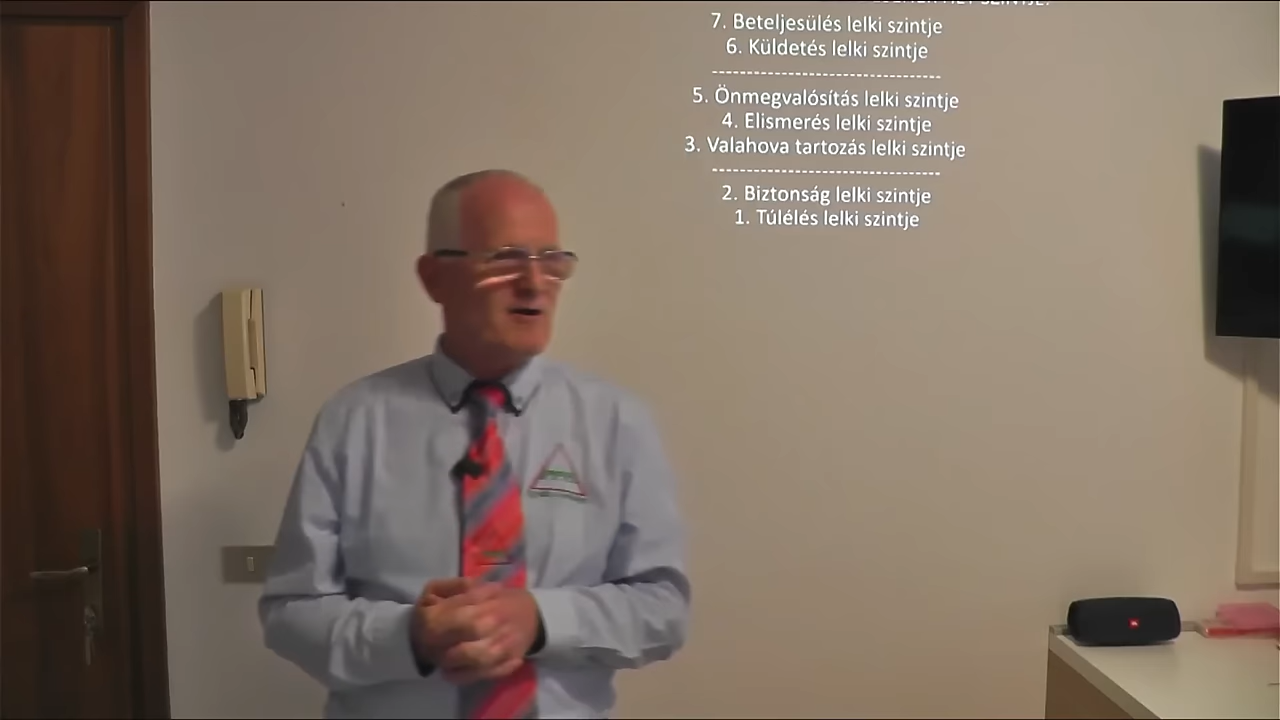 7. Beteljesülés lelki szintje
6. Küldetés lelki szintje
---------------------------------
5. Önmegvalósítás lelki szintje
4. Elismerés lelki szintje
3. Valahova tartozás lelki szintje
---------------------------------
2. Biztonság lelki szintje
1. Túlélés lelki szintje